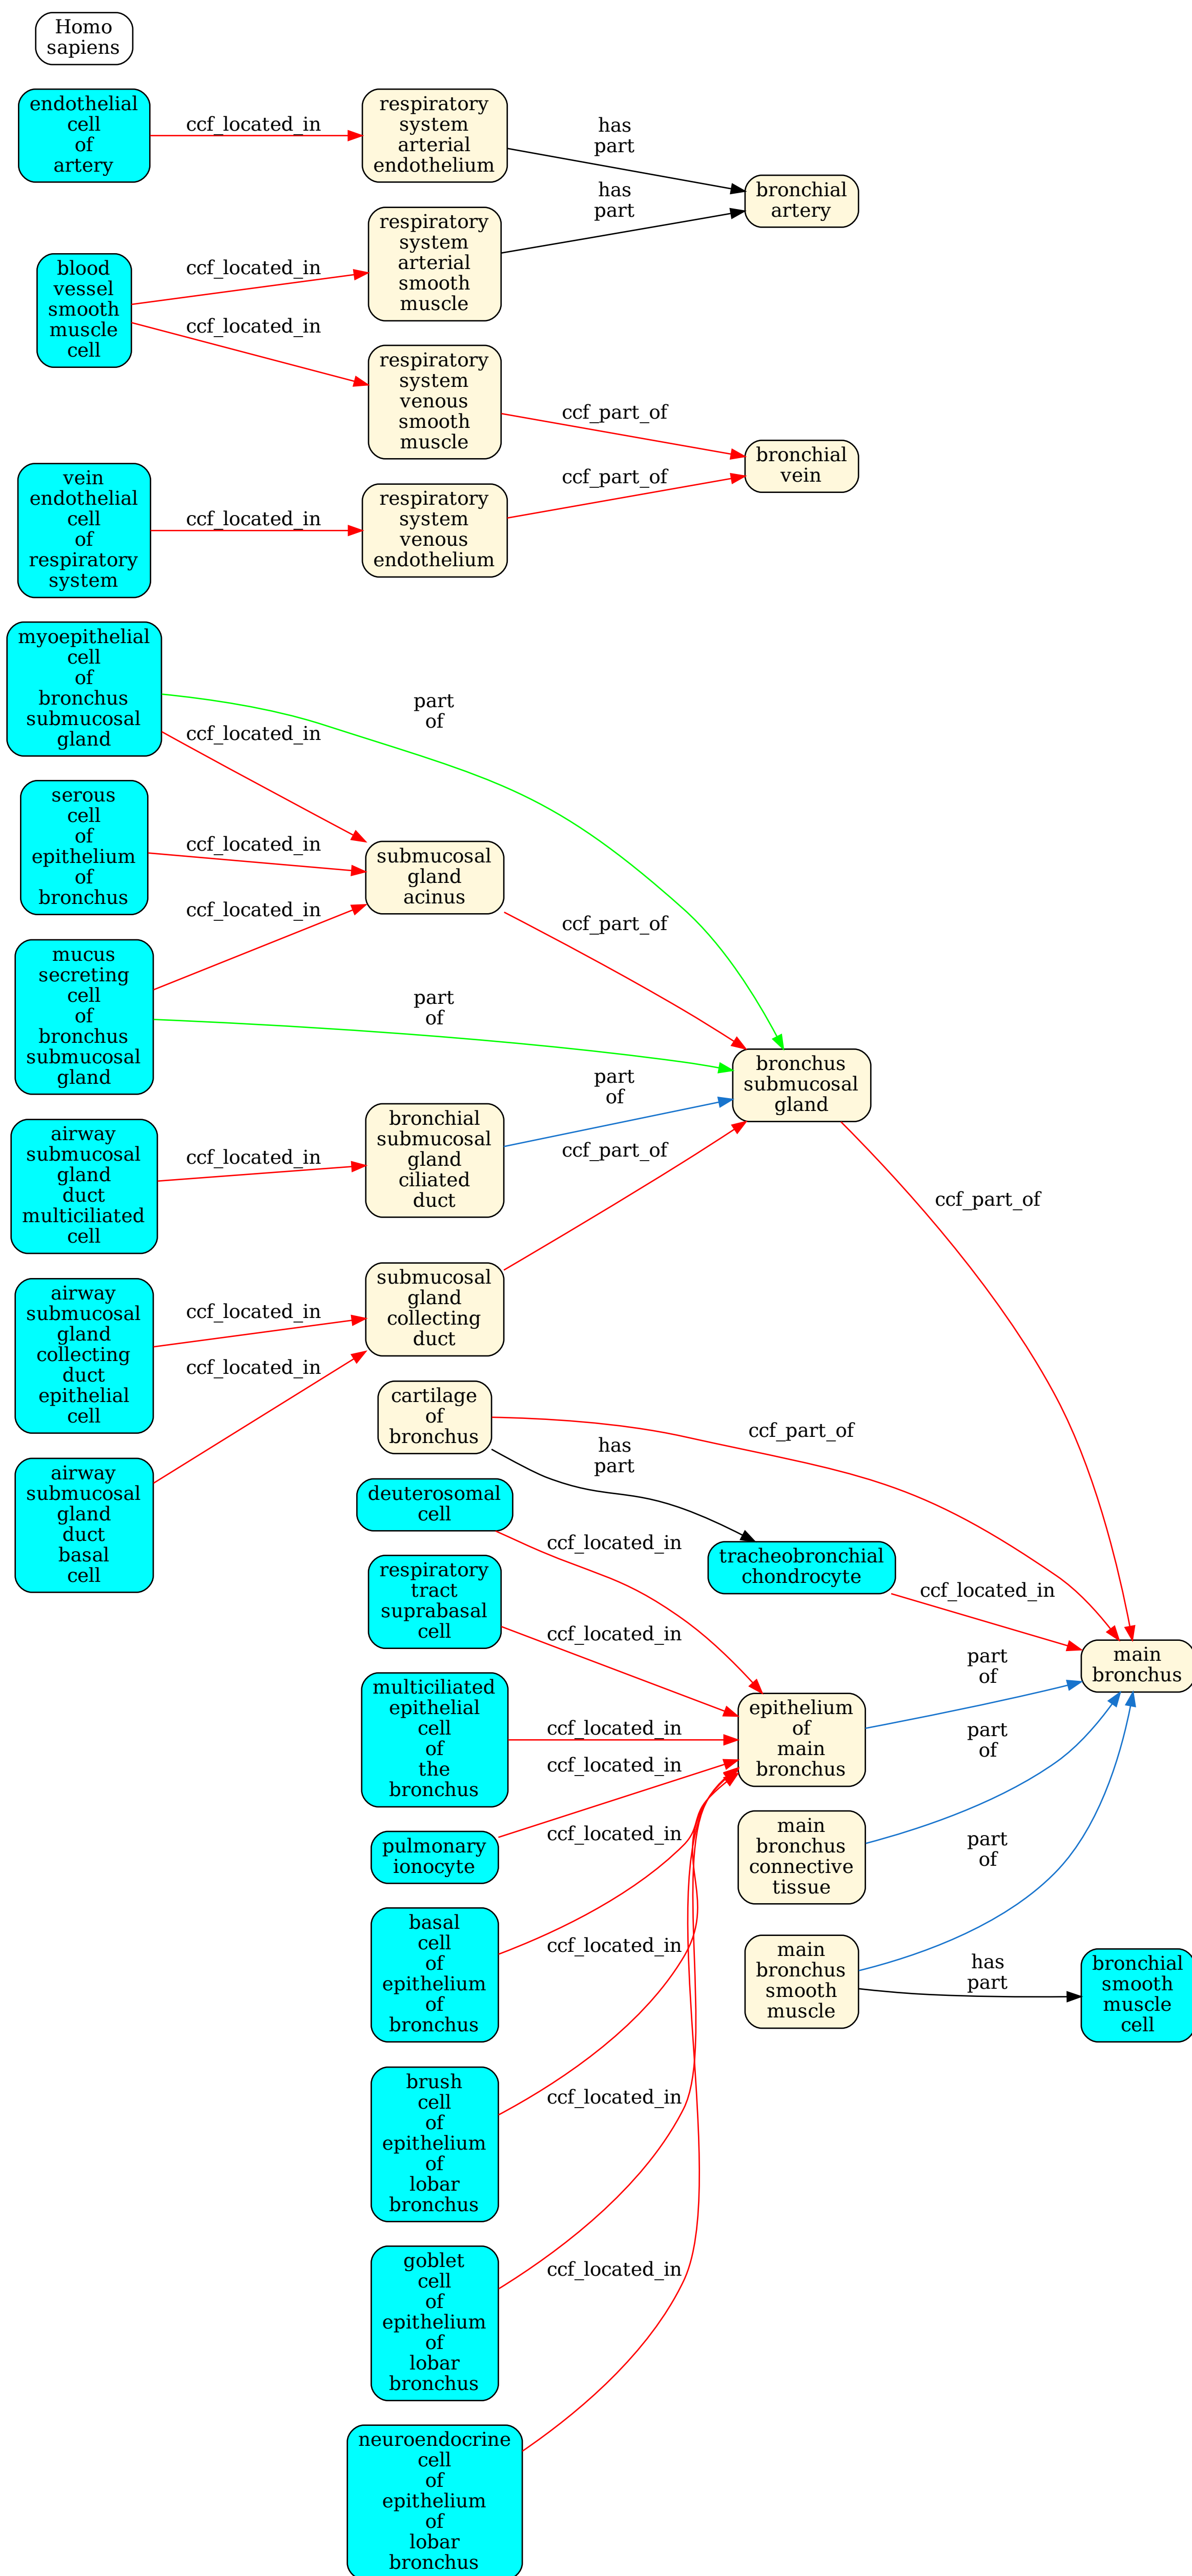 Homo
sapiens
endothelial
cell
of
artery
ccf_located_in
respiratory
system
arterial
endothelium
has
part
bronchial
artery
blood
vessel
smooth
muscle
cell
ccf_located_in
ccf_located_in
respiratory
system
arterial
smooth
muscle
has
part
respiratory
system
venous
smooth
muscle
ccf_part_of
bronchial
vein
vein
endothelial
cell
of
respiratory
system
ccf_located_in
respiratory
system
venous
endothelium
ccf_part_of
myoepithelial
cell
of
bronchus
submucosal
gland
part
of
ccf_located_in
serous
cell
of
epithelium
of
bronchus
ccf_located_in
submucosal
gland
acinus
ccf_part_of
mucus
secreting
cell
of
bronchus
submucosal
gland
ccf_located_in
part
of
bronchus
submucosal
gland
ccf_part_of
airway
submucosal
gland
duct
multiciliated
cell
ccf_located_in
bronchial
submucosal
gland
ciliated
duct
part
of
ccf_part_of
airway
submucosal
gland
collecting
duct
epithelial
cell
ccf_located_in
submucosal
gland
collecting
duct
airway
submucosal
gland
duct
basal
cell
ccf_located_in
cartilage
of
bronchus
ccf_part_of
has
part
tracheobronchial
chondrocyte
ccf_located_in
main
bronchus
deuterosomal
cell
ccf_located_in
respiratory
tract
suprabasal
cell
ccf_located_in
multiciliated
epithelial
cell
of
the
bronchus
ccf_located_in
epithelium
of
main
bronchus
part
of
pulmonary
ionocyte
ccf_located_in
main
bronchus
connective
tissue
part
of
basal
cell
of
epithelium
of
bronchus
ccf_located_in
main
bronchus
smooth
muscle
part
of
has
part
bronchial
smooth
muscle
cell
brush
cell
of
epithelium
of
lobar
bronchus
ccf_located_in
goblet
cell
of
epithelium
of
lobar
bronchus
ccf_located_in
neuroendocrine
cell
of
epithelium
of
lobar
bronchus
ccf_located_in